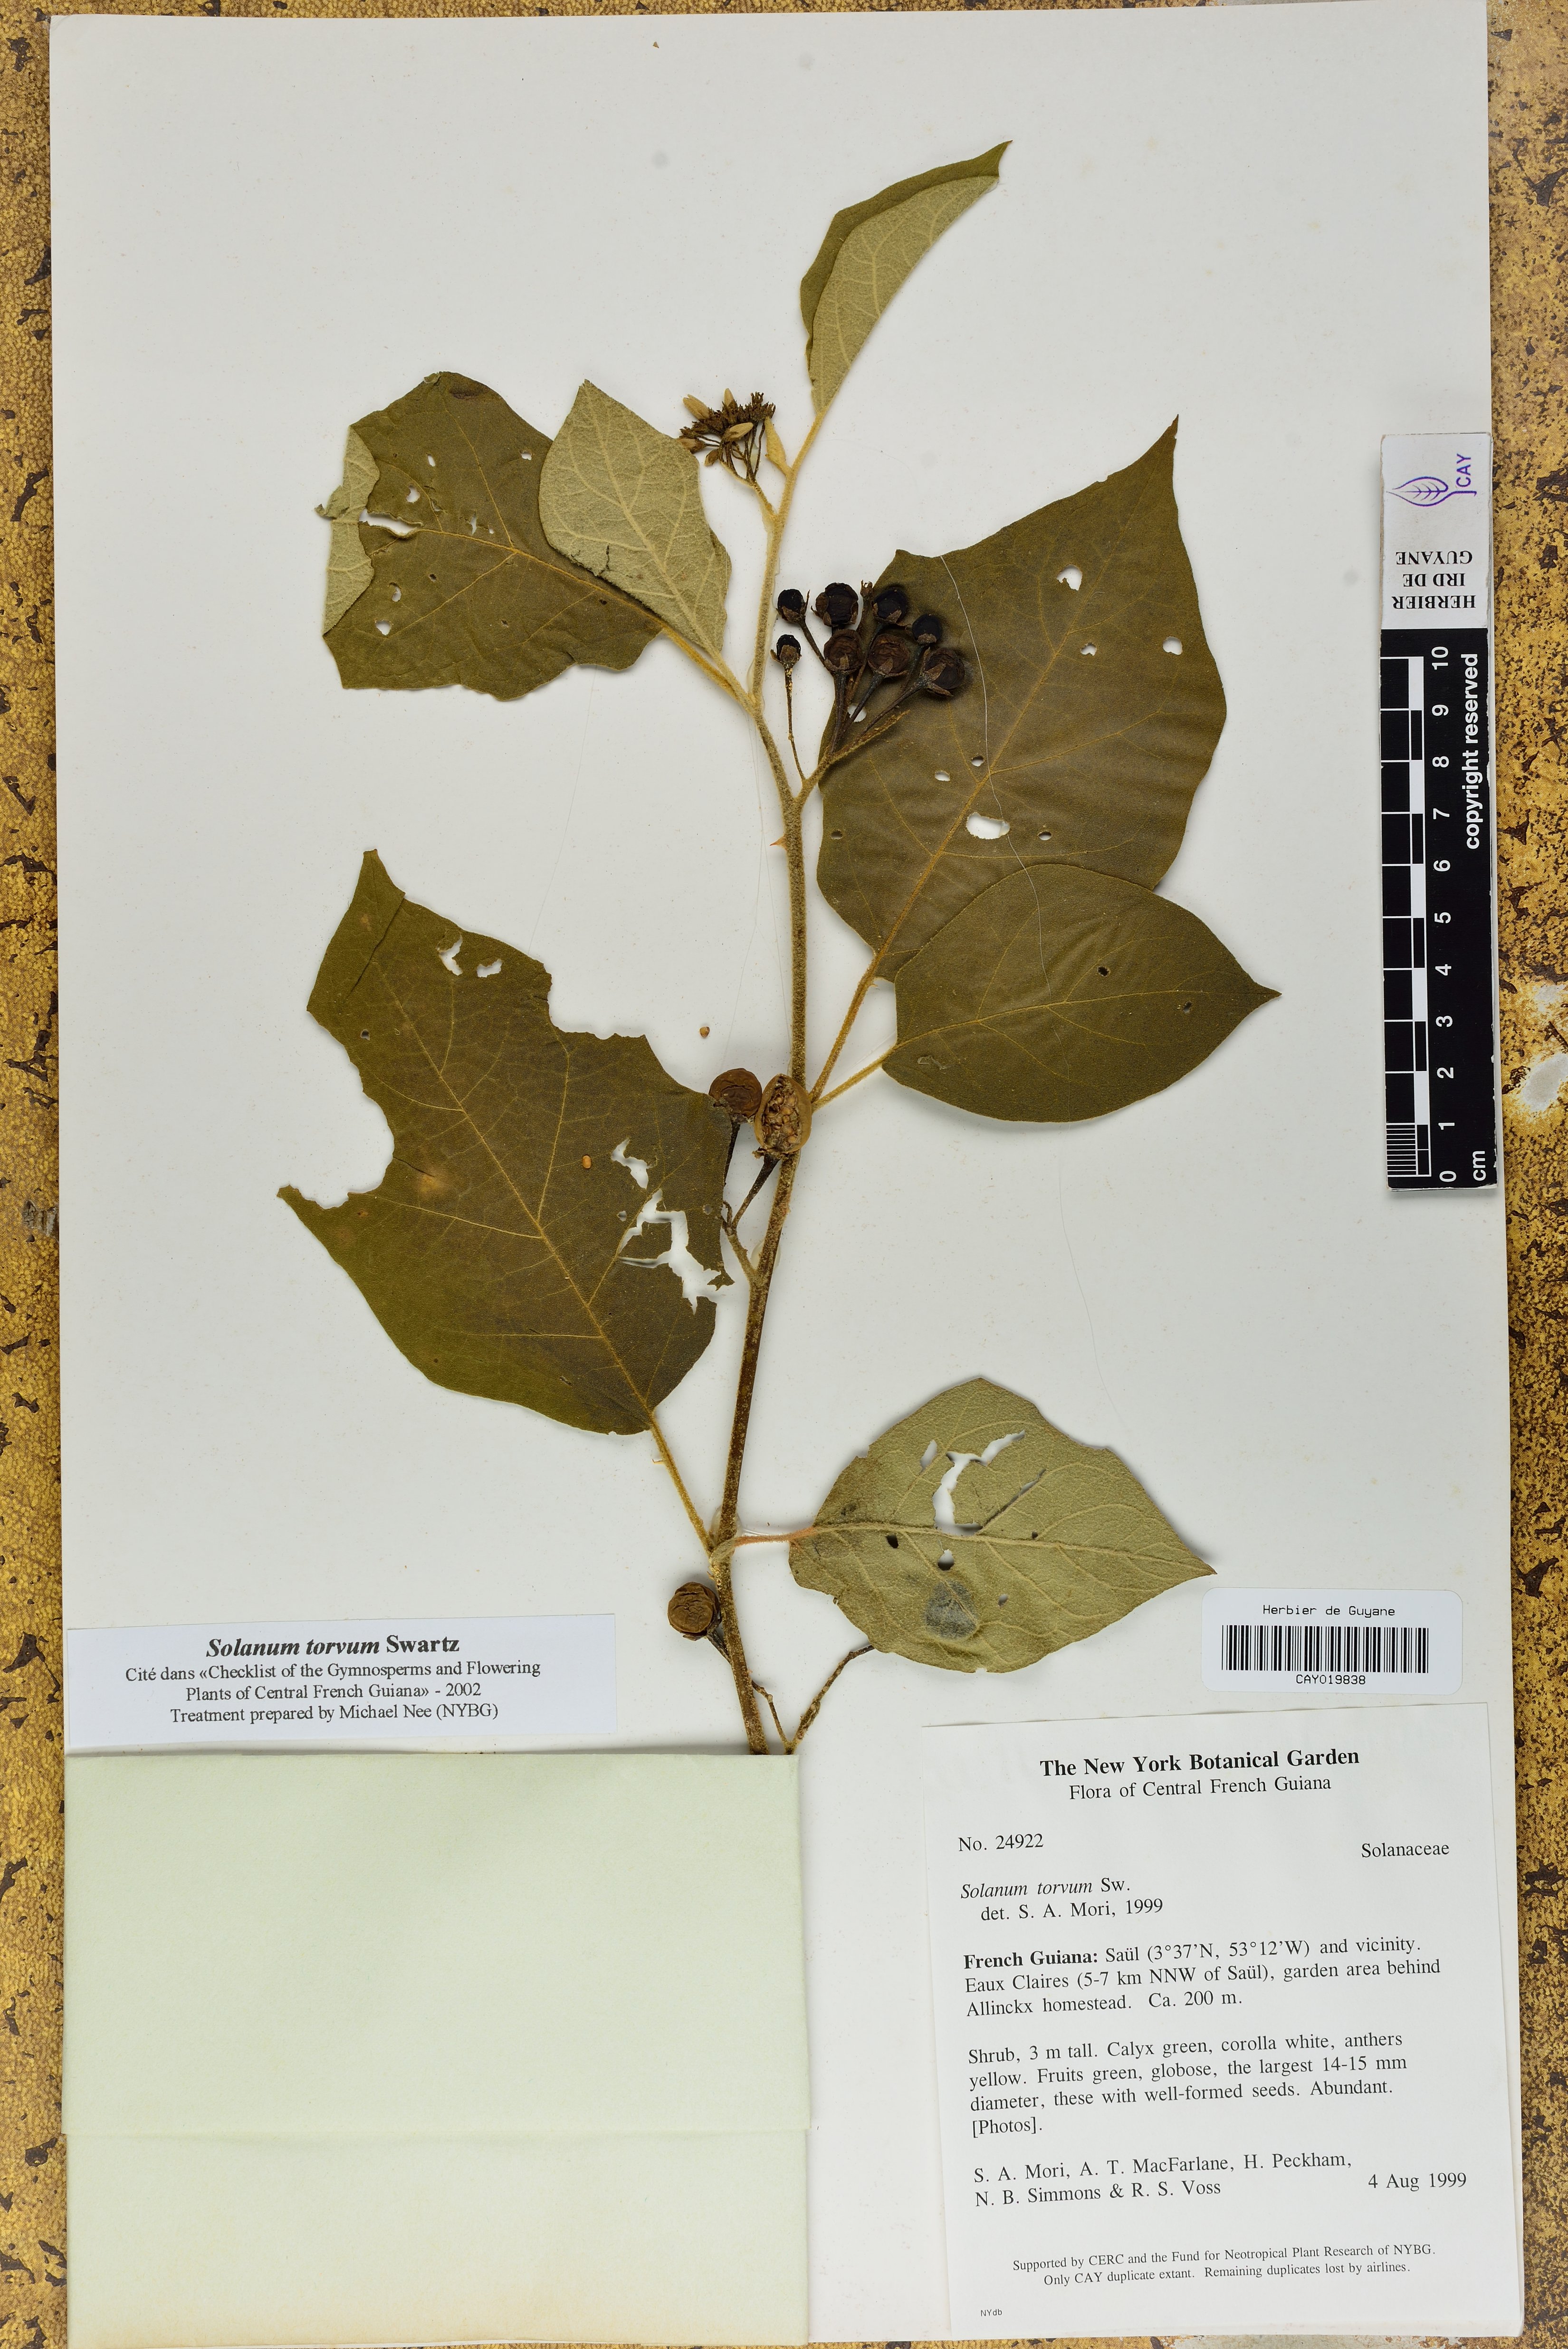 CAY
HERBIER
IRD DE
GUYANE
10
9
8
7
6
5
4
3
2
1
0
cm
copyright reserved
Solanum torvum Swartz
Cité dans «Checklist of the Gymnosperms and Flowering
Plants of Central French Guiana» - 2002
Treatment prepared by Michael Nee (NYBG)
Herbier de Guyane
CAY019838
The New York Botanical Garden
Flora of Central French Guiana
No. 24922
Solanaceae
Solanum torvum Sw.
det. S. A. Mori, 1999
French Guiana: Saül (3°37'N, 53°12'W) and vicinity.
Eaux Claires (5-7 km NNW of Saül), garden area behind
Allinckx homestead. Ca. 200 m.
Shrub, 3 m tall. Calyx green, corolla white, anthers
yellow. Fruits green, globose, the largest 14-15 mm
diameter, these with well-formed seeds. Abundant.
[Photos].
S. A. Mori, A. T. MacFarlane, H. Peckham,
N. B. Simmons & R. S. Voss
4 Aug 1999
Supported by CERC and the Fund for Neotropical Plant Research of NYBG.
Only CAY duplicate extant. Remaining duplicates lost by airlines.
NYdb